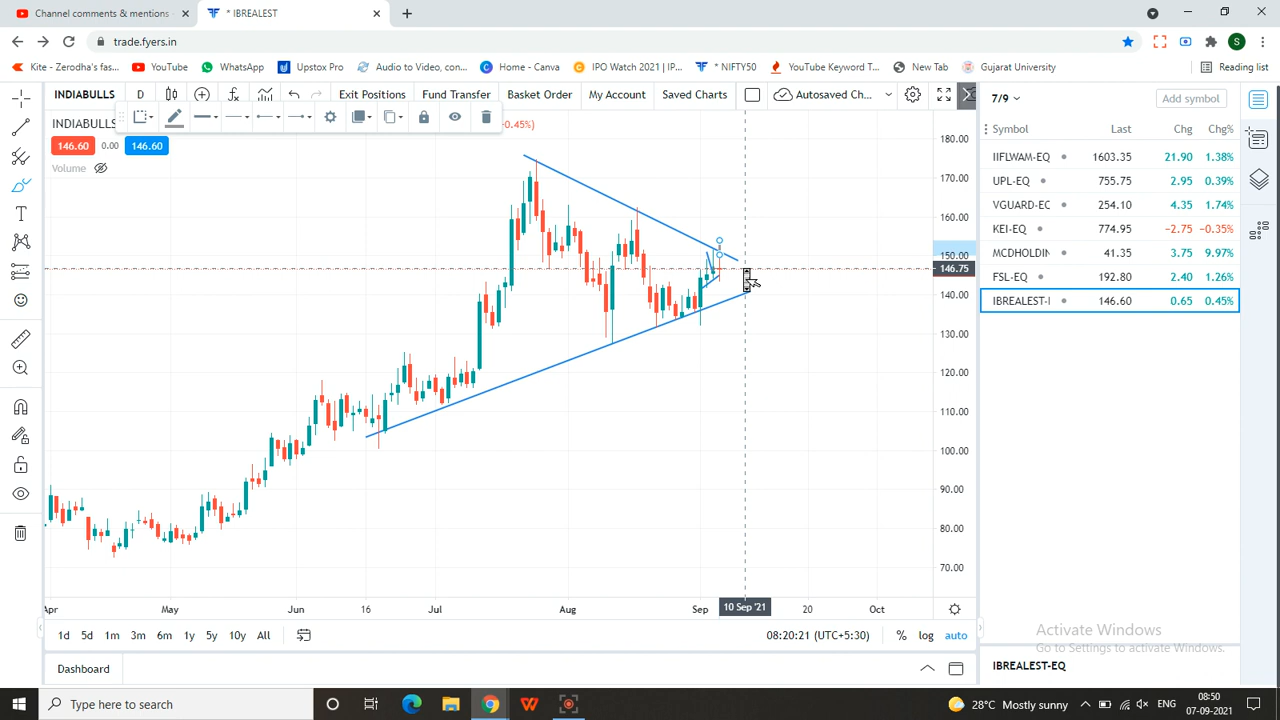 Channel comments & mentions
* IBREALEST
trade.fyers.in
S
Kite - Zerodha's fas...
YouTube
WhatsApp
Upstox Pro
Audio to Video, con...
Home - Canva
IPO Watch 2021 | IP...
* NIFTY50
YouTube Keyword T...
New Tab
Gujarat University
Reading list
INDIABULLS
D
Exit Positions
Fund Transfer
Basket Order
My Account
Saved Charts
Autosaved Ch...
7/9
Add symbol
INDIABULLS
-0.45%)
146.60
0.00
146.60
Volume
Symbol
Last
Chg
Chg%
IIFLWAM-EQ
1603.35
21.90
1.38%
UPL-EQ
755.75
2.95
0.39%
VGUARD-EC
254.10
4.35
1.74%
KEI-EQ
774.95
-2.75
-0.35%
MCDHOLDIN
41.35
3.75
9.97%
FSL-EQ
192.80
2.40
1.26%
IBREALEST-I
146.60
0.65
0.45%
180.00
170.00
160.00
150.00
146.75
140.00
130.00
120.00
110.00
100.00
90.00
80.00
70.00
Apr
May
Jun
16
Jul
Aug
Sep
10 Sep '21
20
Oct
1d
5d
1m
3m
6m
1y
5y
10y
All
08:20:21 (UTC+5:30)
%
log
auto
Activate Windows
Go to Settings to activate Windows.
Dashboard
IBREALEST-EQ
Type here to search
28°C Mostly sunny
ENG
08:50
07-09-2021